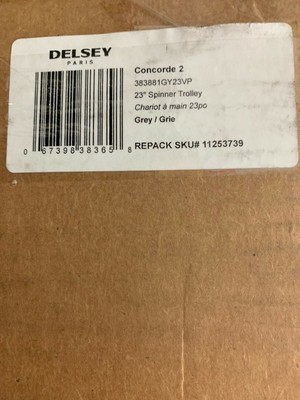 DELSEY
PARIS
Concorde 2
383881GY23VP
23" Spinner Trolley
Chariot à main 23po
Grey / Grie
0 67398 38365 8
REPACK SKU# 11253739